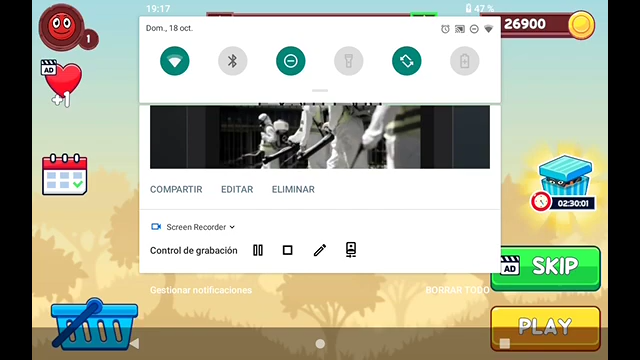 19:17
47 %
26900
1
Dom., 18 oct.
AD
+1
COMPARTIR
EDITAR
ELIMINAR
02:30:01
Screen Recorder
Control de grabación
AD
SKIP
Gestionar notificaciones
BORRAR TODO
PLAY